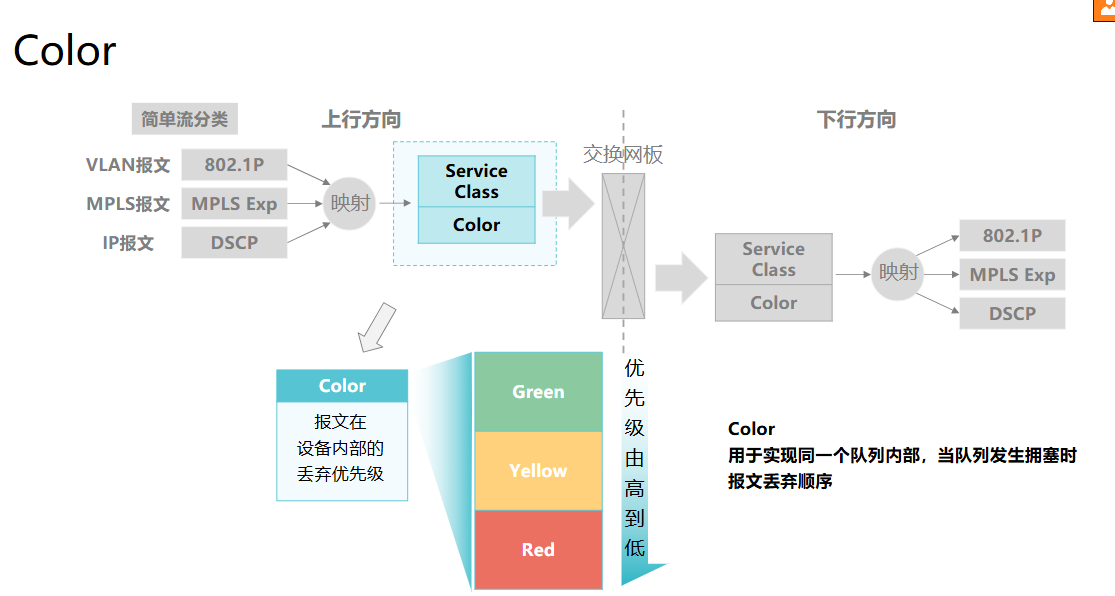 Color
简单流分类
上行方向
下行方向
VLAN报文
802.1P
MPLS报文
MPLS Exp
IP报文
DSCP
映射
Service
Class
Color
交换网板
Service
Class
Color
映射
802.1P
MPLS Exp
DSCP
Color
报文在
设备内部的
丢弃优先级
Green
Yellow
Red
优
先
级
由
高
到
低
Color
用于实现同一个队列内部，当队列发生拥塞时
报文丢弃顺序